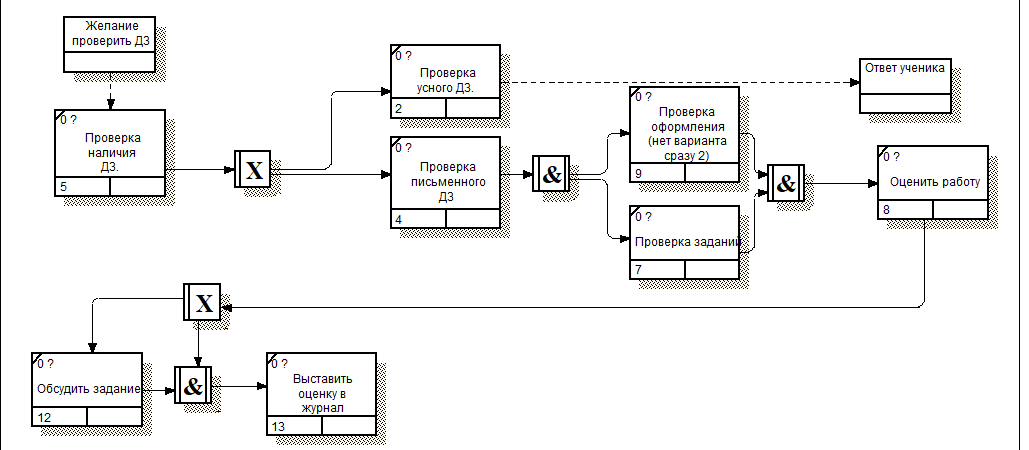 Желание
проверить ДЗ
0 ?
Проверка
наличия
ДЗ.
5
X
0 ?
Проверка
усного ДЗ.
2
Ответ ученика
0 ?
Проверка
письменного
ДЗ
4
&
0 ?
Проверка
оформления
(нет варианта
сразу 2)
9
0 ?
Проверка заданий
7
&
0 ?
Оценить работу
8
X
0 ?
Обсудить задание
12
&
0 ?
Выставить
оценку в
журнал
13